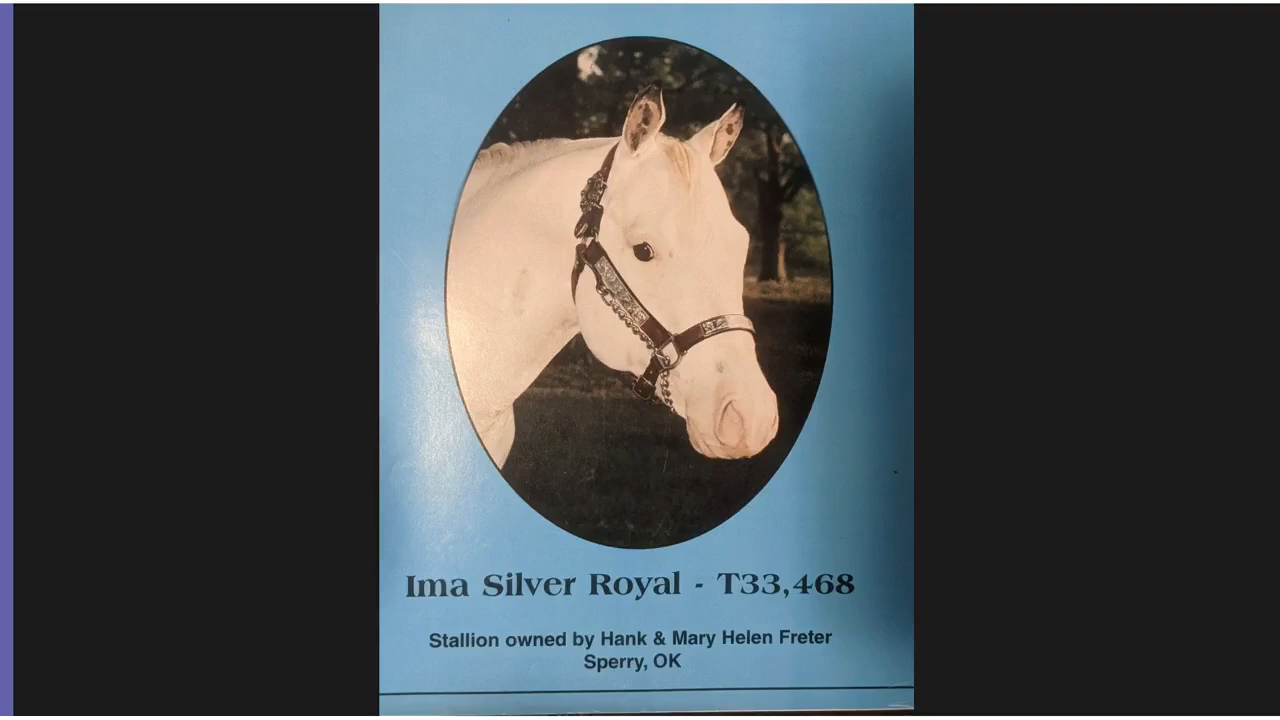 Ima Silver Royal - T33,468
Stallion owned by Hank & Mary Helen Freter
Sperry, OK